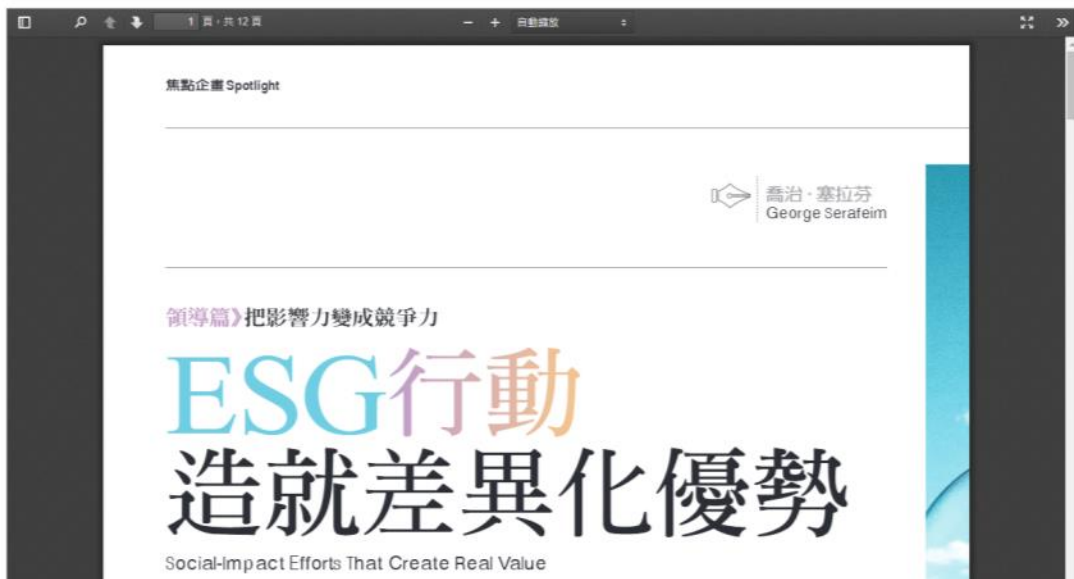 1 頁，共 12 頁
自動縮放
焦點企畫 Spotlight
喬治·塞拉芬
George Serafeim
領導篇》把影響力變成競爭力
ESG行動
造就差異化優勢
Social-Impact Efforts That Create Real Value